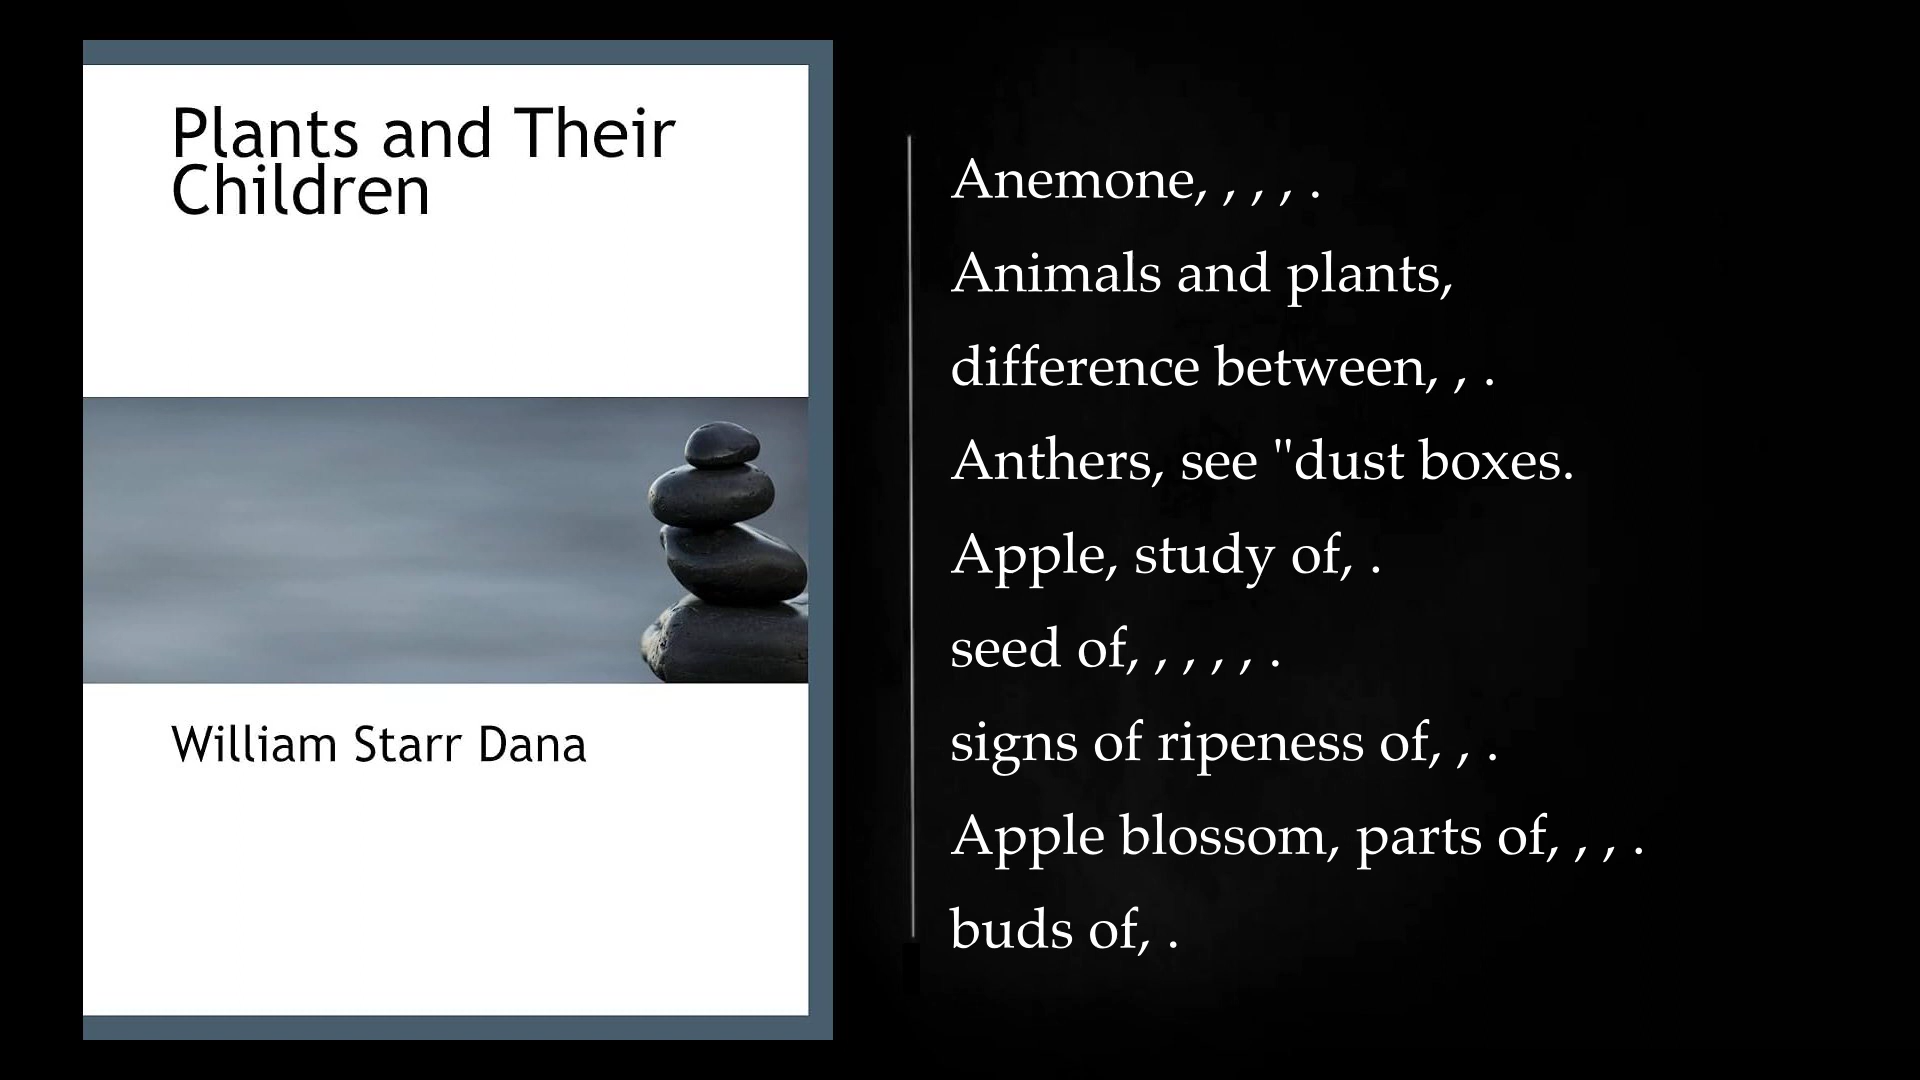 Plants and Their
Children
William Starr Dana
Anemone, , , , .
Animals and plants,
difference between, , .
Anthers, see "dust boxes.
Apple, study of, .
seed of, , , , , .
signs of ripeness of, , .
Apple blossom, parts of, , , .
buds of, .